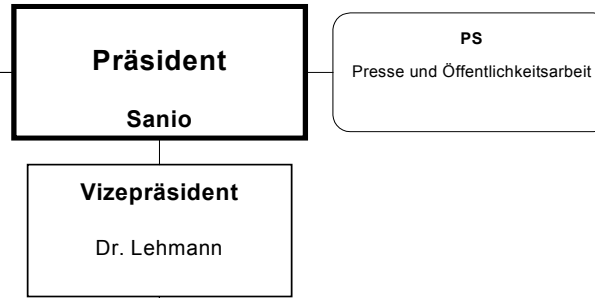 Präsident
Sanio
PS
Presse und Öffentlichkeitsarbeit
Vizepräsident
Dr. Lehmann